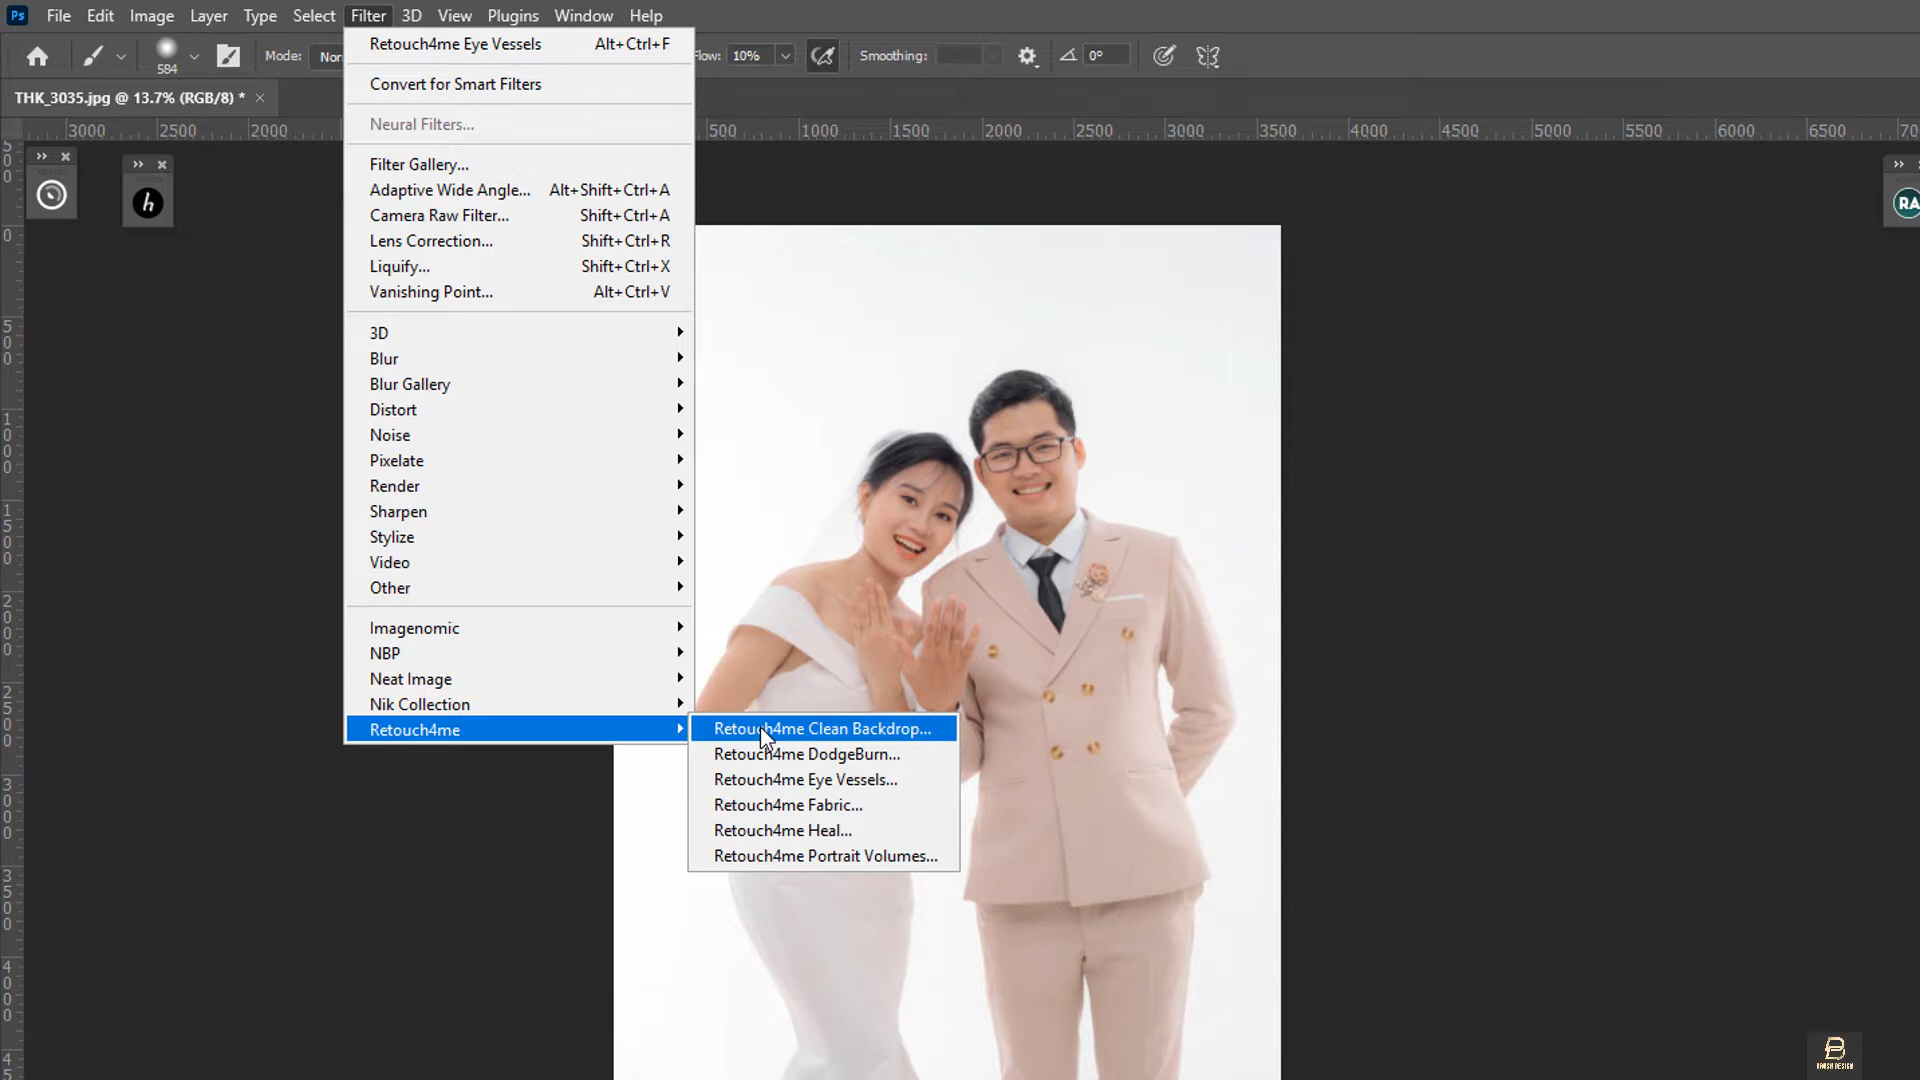 Ps File Edit Image Layer Type Select Filter 3D View Plugins Window Help
584 Mode: Flow: 10% Smoothing: 0°
THK_3035.jpg @ 13.7% (RGB/8) * ×
3000 2500 2000 500 1000 1500 2000 2500 3000 3500 4000 4500 5000 5500 6000 6500
Retouch4me Eye Vessels Alt+Ctrl+F
Convert for Smart Filters
Neural Filters...
Filter Gallery...
Adaptive Wide Angle... Alt+Shift+Ctrl+A
Camera Raw Filter... Shift+Ctrl+A
Lens Correction... Shift+Ctrl+R
Liquify... Shift+Ctrl+X
Vanishing Point... Alt+Ctrl+V
3D
Blur
Blur Gallery
Distort
Noise
Pixelate
Render
Sharpen
Stylize
Video
Other
Imagenomic
NBP
Neat Image
Nik Collection
Retouch4me
Retouch4me Clean Backdrop...
Retouch4me DodgeBurn...
Retouch4me Eye Vessels...
Retouch4me Fabric...
Retouch4me Heal...
Retouch4me Portrait Volumes...
h
RA